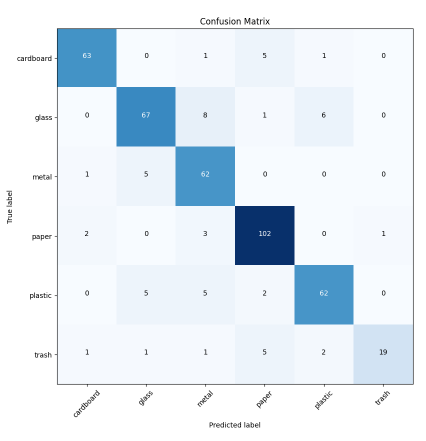 Confusion Matrix
cardboard 63 0 1 5 1 0
glass 0 67 8 1 6 0
metal 1 5 62 0 0 0
paper 2 0 3 102 0 1
plastic 0 5 5 2 62 0
trash 1 1 1 5 2 19
True label
cardboard glass metal paper plastic trash
Predicted label